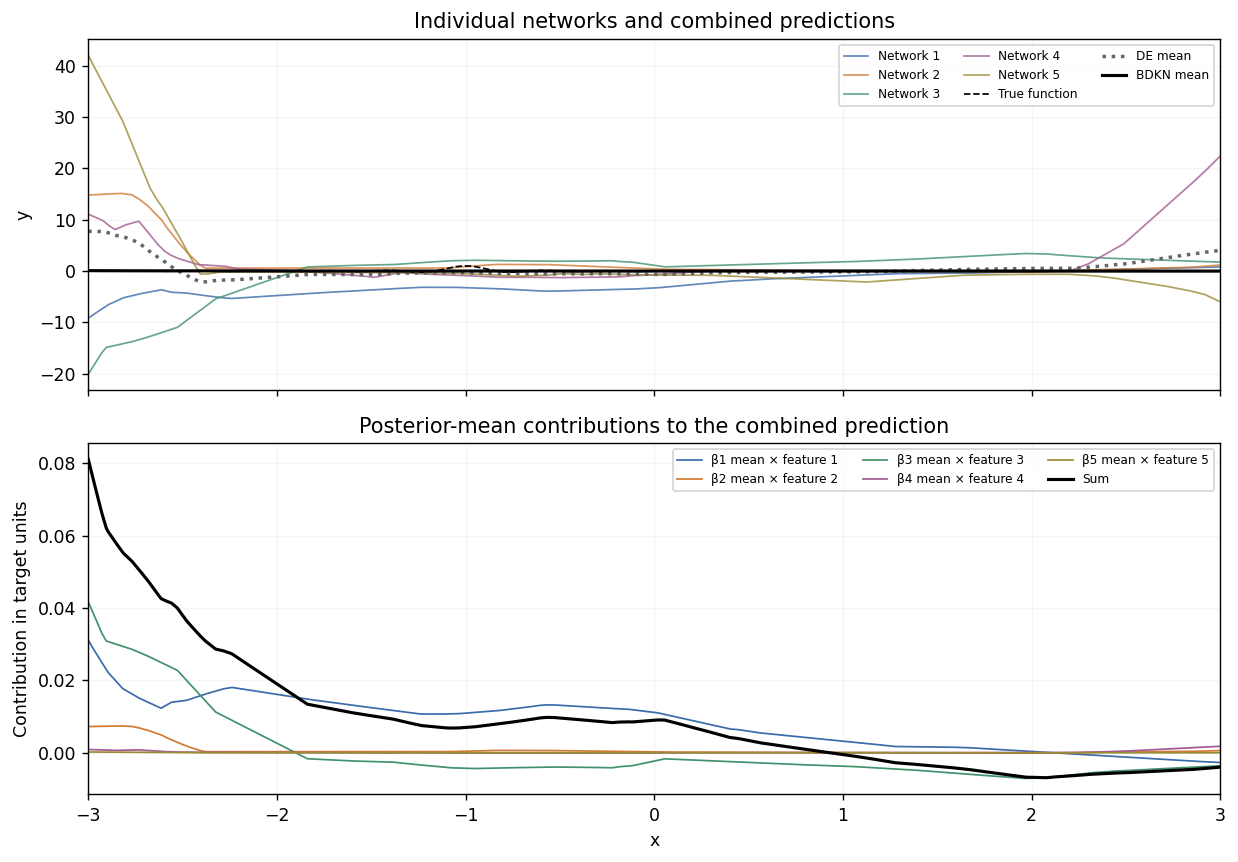 Individual networks and combined predictions
Network 1
Network 2
Network 3
Network 4
Network 5
True function
DE mean
BDKN mean
y
40
30
20
10
0
−10
−20
Posterior-mean contributions to the combined prediction
β1 mean × feature 1
β2 mean × feature 2
β3 mean × feature 3
β4 mean × feature 4
β5 mean × feature 5
Sum
Contribution in target units
0.08
0.06
0.04
0.02
0.00
−3
−2
−1
0
1
2
3
x